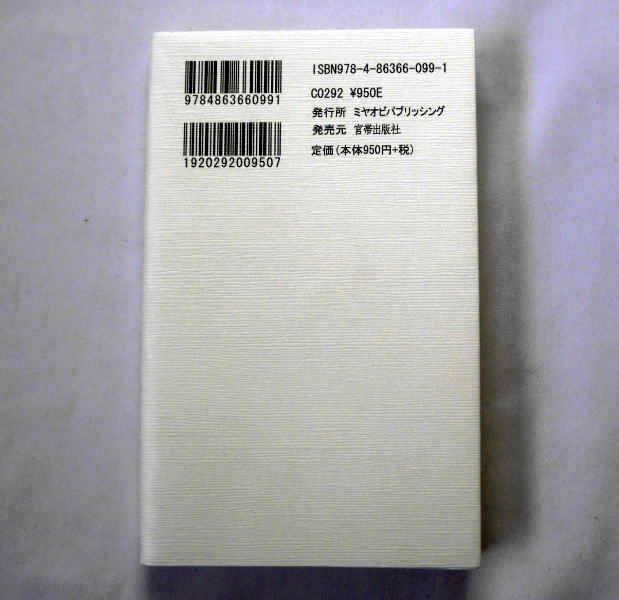 9784863660991
1920292009507
ISBN978-4-86366-099-1
C0292 ¥950E
発行所 ミヤオビパブリッシング
発売元 宮帯出版社
定価(本体950円+税)